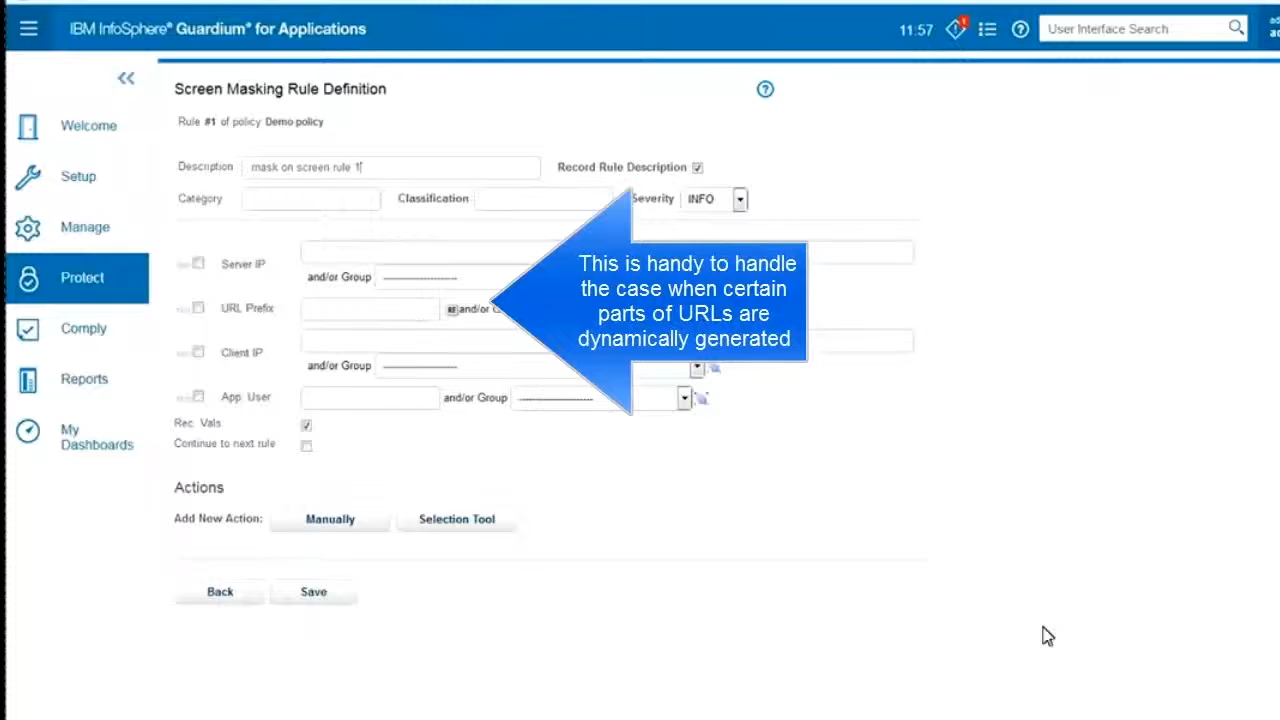 IBM InfoSphere® Guardium® for Applications
11:57
1
User Interface Search
Screen Masking Rule Definition
Rule #1 of policy Demo policy
Welcome
Setup
Manage
Protect
Comply
Reports
My
Dashboards
Description mask on screen rule 1 Record Rule Description
Category Classification Severity INFO
Server IP
and/or Group --------------------
URL Prefix RE and/or
Client IP
and/or Group --------------------
App User and/or Group --------------------
Rec. Vals
Continue to next rule
This is handy to handle
the case when certain
parts of URLs are
dynamically generated
Actions
Add New Action: Manually Selection Tool
Back Save